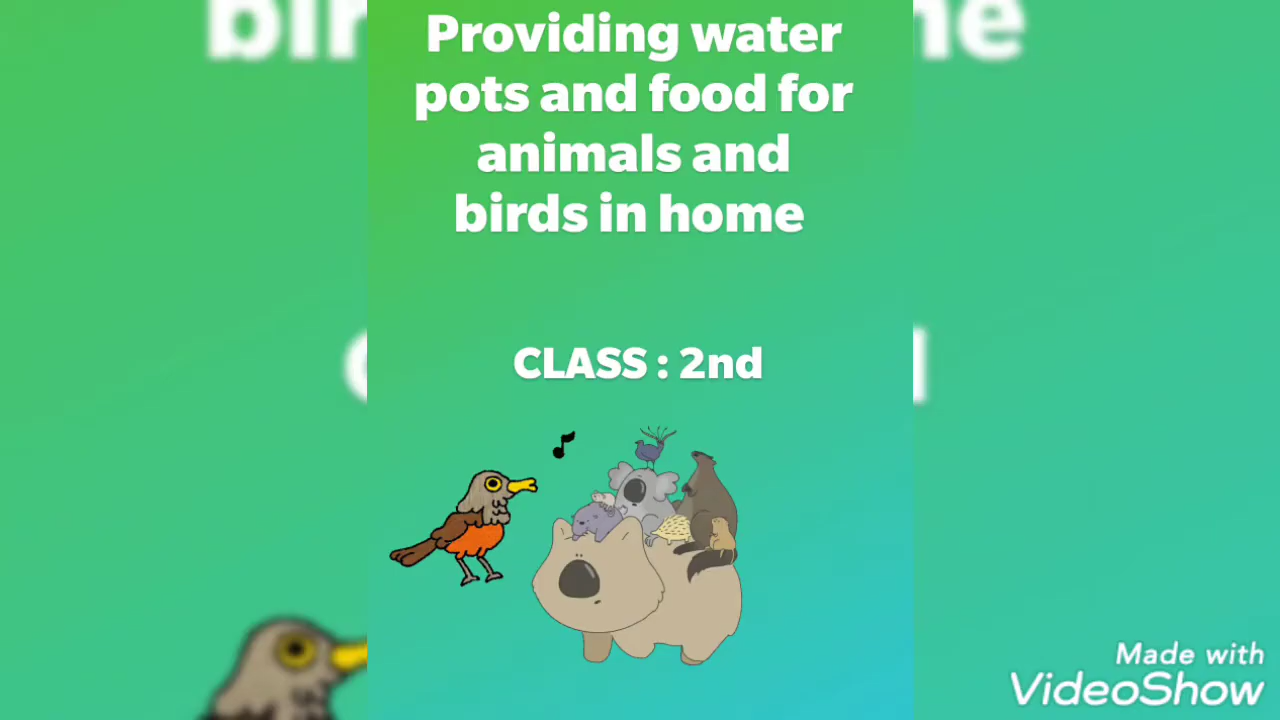 Providing water
pots and food for
animals and
birds in home
CLASS : 2nd
Made with
VideoShow